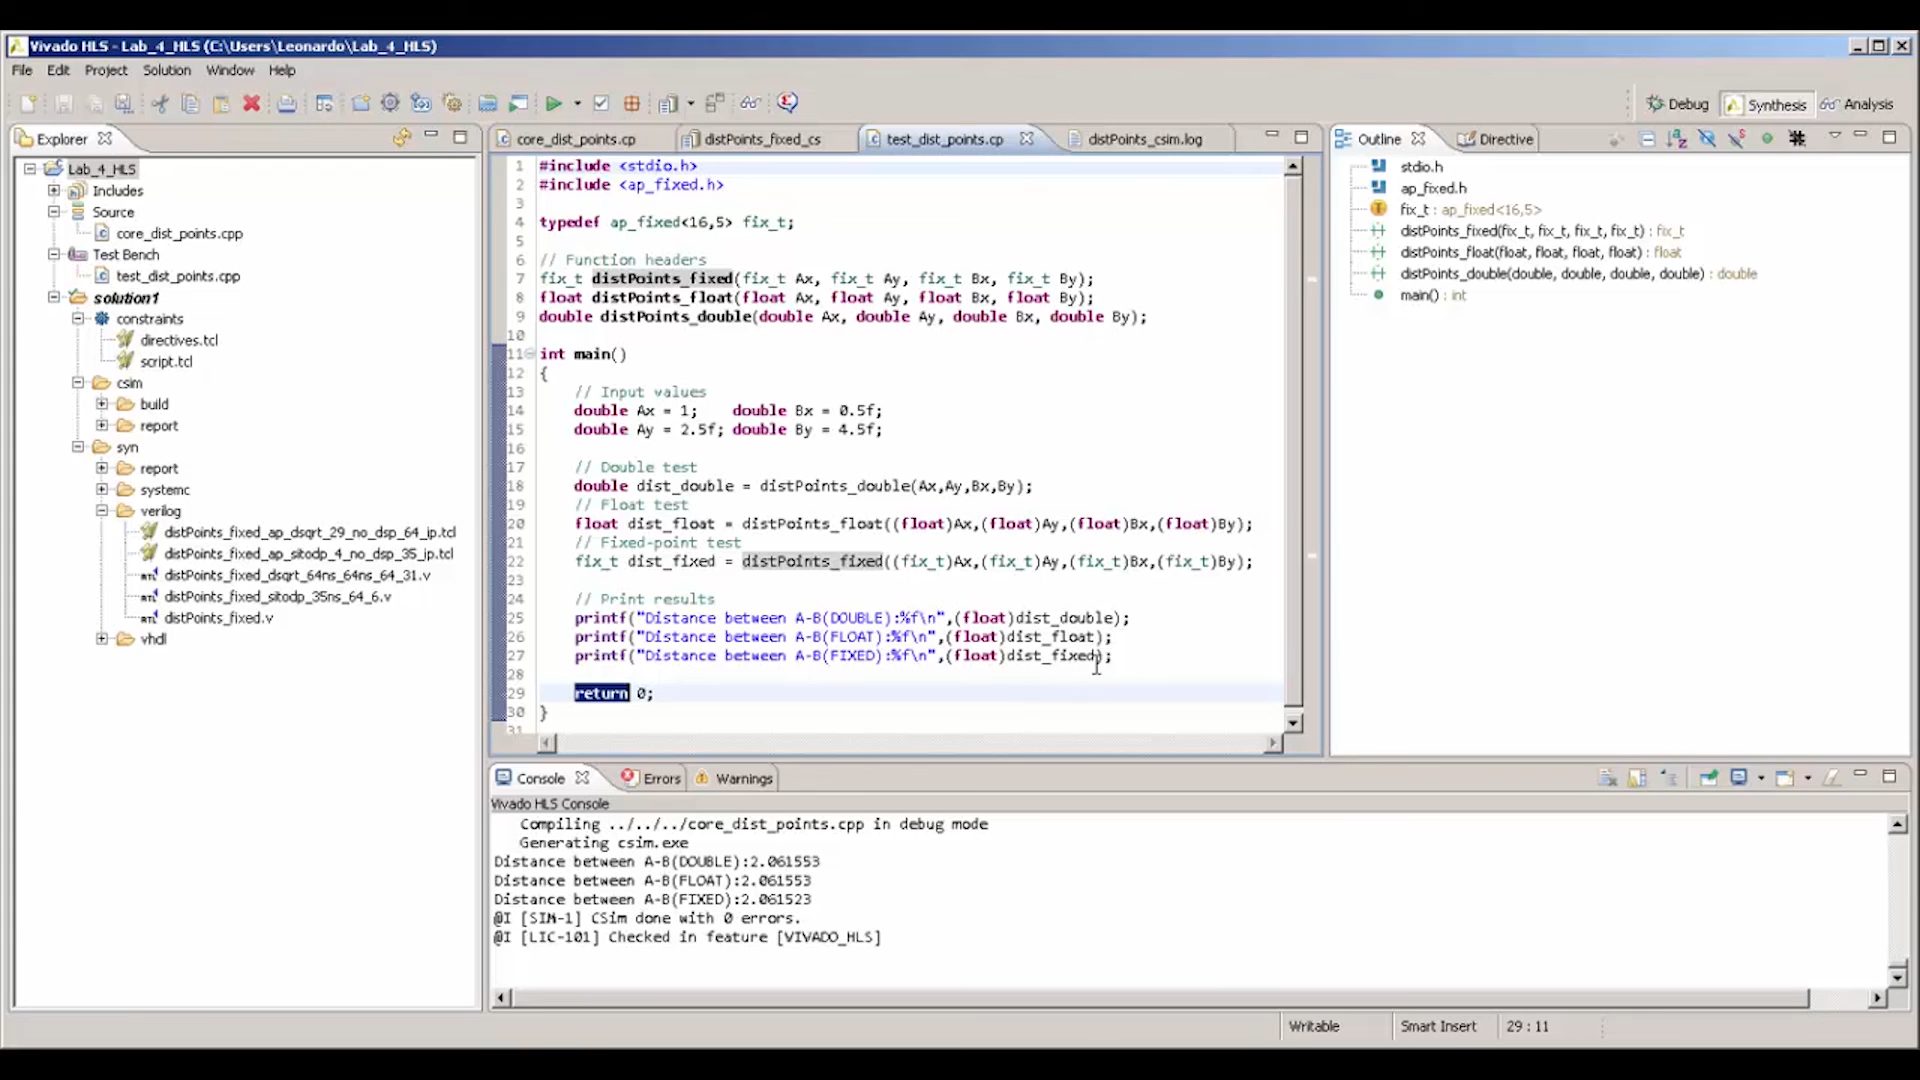 Vivado HLS - Lab_4_HLS (C:\Users\Leonardo\Lab_4_HLS)
File Edit Project Solution Window Help
Debug Synthesis Analysis
Explorer
Lab_4_HLS
Includes
Source
core_dist_points.cpp
Test Bench
test_dist_points.cpp
solution1
constraints
directives.tcl
script.tcl
csim
build
report
syn
report
systemc
verilog
distPoints_fixed_ap_dsqrt_29_no_dsp_64_ip.tcl
distPoints_fixed_ap_sitodp_4_no_dsp_35_ip.tcl
distPoints_fixed_dsqrt_64ns_64ns_64_31.v
distPoints_fixed_sitodp_35ns_64_6.v
distPoints_fixed.v
vhdl
core_dist_points.cp distPoints_fixed_cs test_dist_points.cp distPoints_csim.log
1 #include <stdio.h>
2 #include <ap_fixed.h>
3
4 typedef ap_fixed<16,5> fix_t;
5
6 // Function headers
7 fix_t distPoints_fixed(fix_t Ax, fix_t Ay, fix_t Bx, fix_t By);
8 float distPoints_float(float Ax, float Ay, float Bx, float By);
9 double distPoints_double(double Ax, double Ay, double Bx, double By);
10
11 int main()
12 {
13 // Input values
14 double Ax = 1; double Bx = 0.5f;
15 double Ay = 2.5f; double By = 4.5f;
16
17 // Double test
18 double dist_double = distPoints_double(Ax,Ay,Bx,By);
19 // Float test
20 float dist_float = distPoints_float((float)Ax,(float)Ay,(float)Bx,(float)By);
21 // Fixed-point test
22 fix_t dist_fixed = distPoints_fixed((fix_t)Ax,(fix_t)Ay,(fix_t)Bx,(fix_t)By);
23
24 // Print results
25 printf("Distance between A-B(DOUBLE):%f\n",(float)dist_double);
26 printf("Distance between A-B(FLOAT):%f\n",(float)dist_float);
27 printf("Distance between A-B(FIXED):%f\n",(float)dist_fixed);
28
29 return 0;
30 }
31
Outline Directive
stdio.h
ap_fixed.h
fix_t : ap_fixed<16,5>
distPoints_fixed(fix_t, fix_t, fix_t, fix_t) : fix_t
distPoints_float(float, float, float, float) : float
distPoints_double(double, double, double, double) : double
main() : int
Console Errors Warnings
Vivado HLS Console
Compiling ../../../core_dist_points.cpp in debug mode
Generating csim.exe
Distance between A-B(DOUBLE):2.061553
Distance between A-B(FLOAT):2.061553
Distance between A-B(FIXED):2.061523
@I [SIM-1] CSim done with 0 errors.
@I [LIC-101] Checked in feature [VIVADO_HLS]
Writable Smart Insert 29 : 11